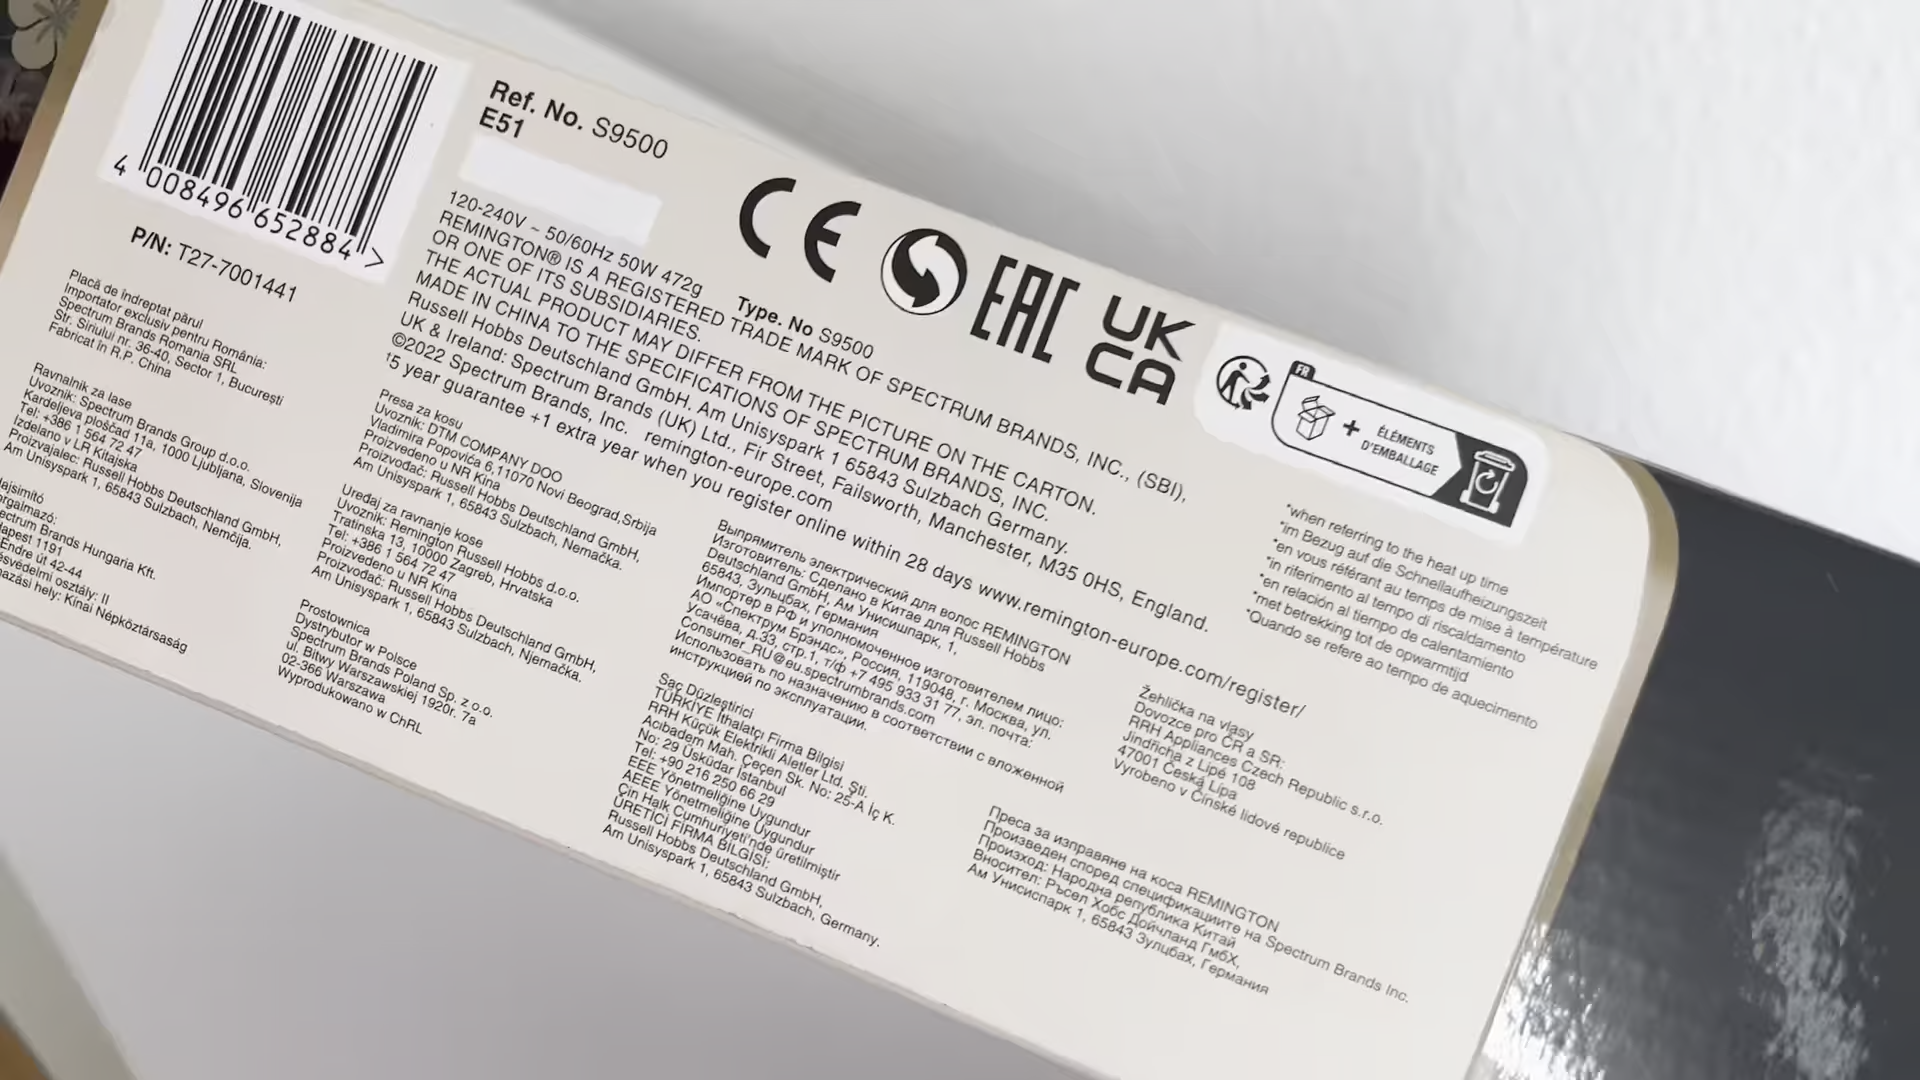 4 008496 652884 >
P/N: T27-7001441
Ref. No. S9500
E51
120-240V ~ 50/60Hz 50W 472g
Type. No S9500
REMINGTON® IS A REGISTERED TRADE MARK OF SPECTRUM BRANDS, INC., (SBI),
OR ONE OF ITS SUBSIDIARIES.
THE ACTUAL PRODUCT MAY DIFFER FROM THE PICTURE ON THE CARTON.
MADE IN CHINA TO THE SPECIFICATIONS OF SPECTRUM BRANDS, INC.
Russell Hobbs Deutschland GmbH, Am Unisyspark 1 65843 Sulzbach Germany.
UK & Ireland: Spectrum Brands (UK) Ltd., Fir Street, Failsworth, Manchester, M35 0HS, England.
©2022 Spectrum Brands, Inc. remington-europe.com
†5 year guarantee +1 extra year when you register online within 28 days www.remington-europe.com/register/
CE
EAC
UK
CA
FR
+
ÉLÉMENTS
D'EMBALLAGE
*when referring to the heat up time
*im Bezug auf die Schnellaufheizungszeit
*en vous référant au temps de mise à température
*in riferimento al tempo di riscaldamento
*en relación al tiempo de calentamiento
*met betrekking tot de opwarmtijd
*Quando se refere ao tempo de aquecimento
Placă de îndreptat părul
Importator exclusiv pentru România:
Spectrum Brands Romania SRL
Str. Siriului nr. 36-40, Sector 1, București
Fabricat în R.P. China
Ravnalnik za lase
Uvoznik: Spectrum Brands Group d.o.o.
Kardeljeva ploščad 11a, 1000 Ljubljana, Slovenija
Tel: +386 1 564 72 47
Izdelano v LR Kitajska
Proizvajalec: Russell Hobbs Deutschland GmbH,
Am Unisyspark 1, 65843 Sulzbach, Nemčija.
ajsimító
rgalmazó:
ectrum Brands Hungaria Kft.
dapest 1191
Endre út 42-44
ésvédelmi osztály: II
mazási hely: Kínai Népköztársaság
Presa za kosu
Uvoznik: DTM COMPANY DOO
Vladimira Popovića 6,11070 Novi Beograd,Srbija
Proizvedeno u NR Kina
Proizvođač: Russell Hobbs Deutschland GmbH,
Am Unisyspark 1, 65843 Sulzbach, Nemačka.
Uredaj za ravnanje kose
Uvoznik: Remington Russell Hobbs d.o.o.
Tratinska 13, 10000 Zagreb, Hrvatska
Tel: +386 1 564 72 47
Proizvedeno u NR Kina
Proizvođač: Russell Hobbs Deutschland GmbH,
Am Unisyspark 1, 65843 Sulzbach, Njemačka.
Prostownica
Dystrybutor w Polsce
Spectrum Brands Poland Sp. z o.o.
ul. Bitwy Warszawskiej 1920r. 7a
02-366 Warszawa
Wyprodukowano w ChRL
Выпрямитель электрический для волос REMINGTON
Изготовитель: Сделано в Китае для Russell Hobbs
Deutschland GmbH, Ам Унисишпарк, 1,
65843, Зульцбах, Германия
Импортер в РФ и уполномоченное изготовителем лицо:
АО «Спектрум Брэндс», Россия, 119048, г. Москва, ул.
Усачёва, д.33, стр.1, т/ф +7 495 933 31 77, эл. почта:
Consumer_RU@eu.spectrumbrands.com
Использовать по назначению в соответствии с вложенной
инструкцией по эксплуатации.
Saç Düzleştirici
TÜRKİYE İthalatçı Firma Bilgisi
RRH Küçük Elektrikli Aletler Ltd. Şti.
Acıbadem Mah. Çeçen Sk. No: 25-A İç K.
No: 29 Üsküdar İstanbul
Tel: +90 216 250 66 29
EEE Yönetmeliğine Uygundur
AEEE Yönetmeliğine Uygundur
Çin Halk Cumhuriyeti'nde üretilmiştir
ÜRETİCİ FİRMA BİLGİSİ:
Russell Hobbs Deutschland GmbH,
Am Unisyspark 1, 65843 Sulzbach, Germany.
Žehlička na vlasy
Dovozce pro ČR a SR:
RRH Appliances Czech Republic s.r.o.
Jindřicha z Lipé 108
47001 Česká Lípa
Vyrobeno v Čínské lidové republice
Преса за изправяне на коса REMINGTON
Произведен според спецификациите на Spectrum Brands Inc.
Произход: Народна република Китай
Вносител: Ръсел Хобс Дойчланд ГмбХ,
Ам Унисиспарк 1, 65843 Зулцбах, Германия